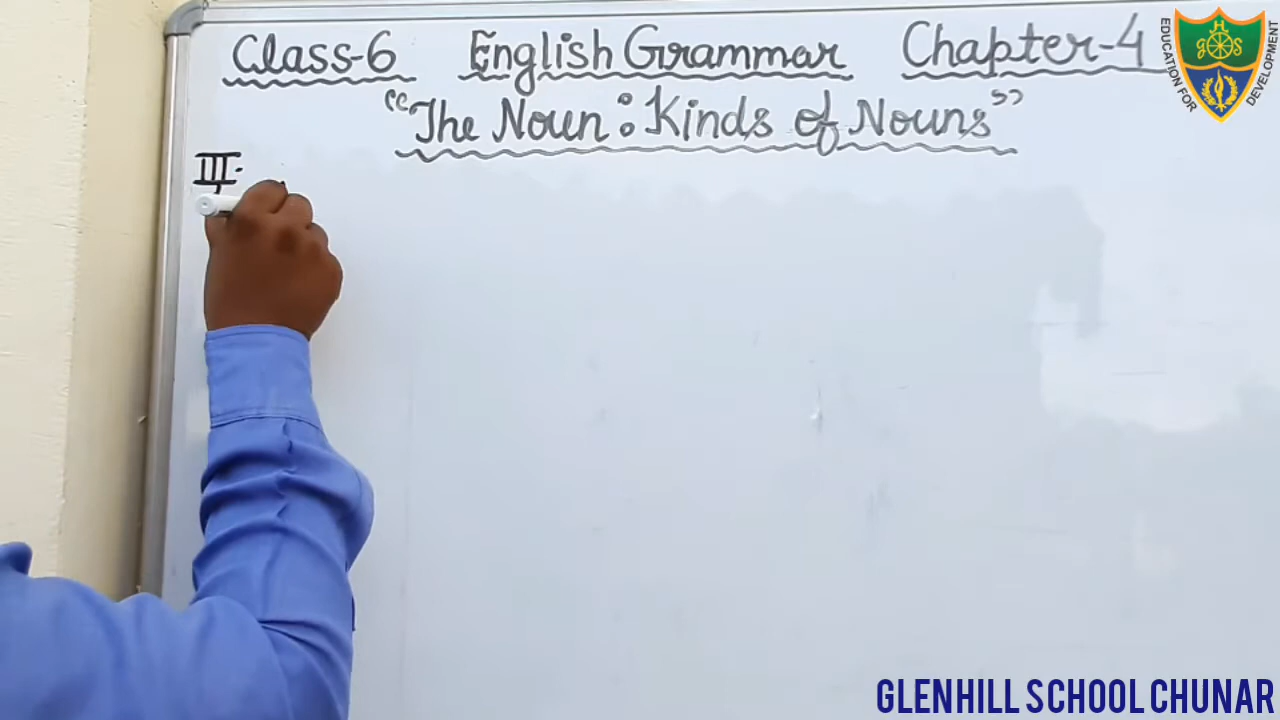 Class-6 English Grammar Chapter-4
"The Noun : Kinds of Nouns"
III.
EDUCATION FOR DEVELOPMENT
G H S
GLENHILL SCHOOL CHUNAR